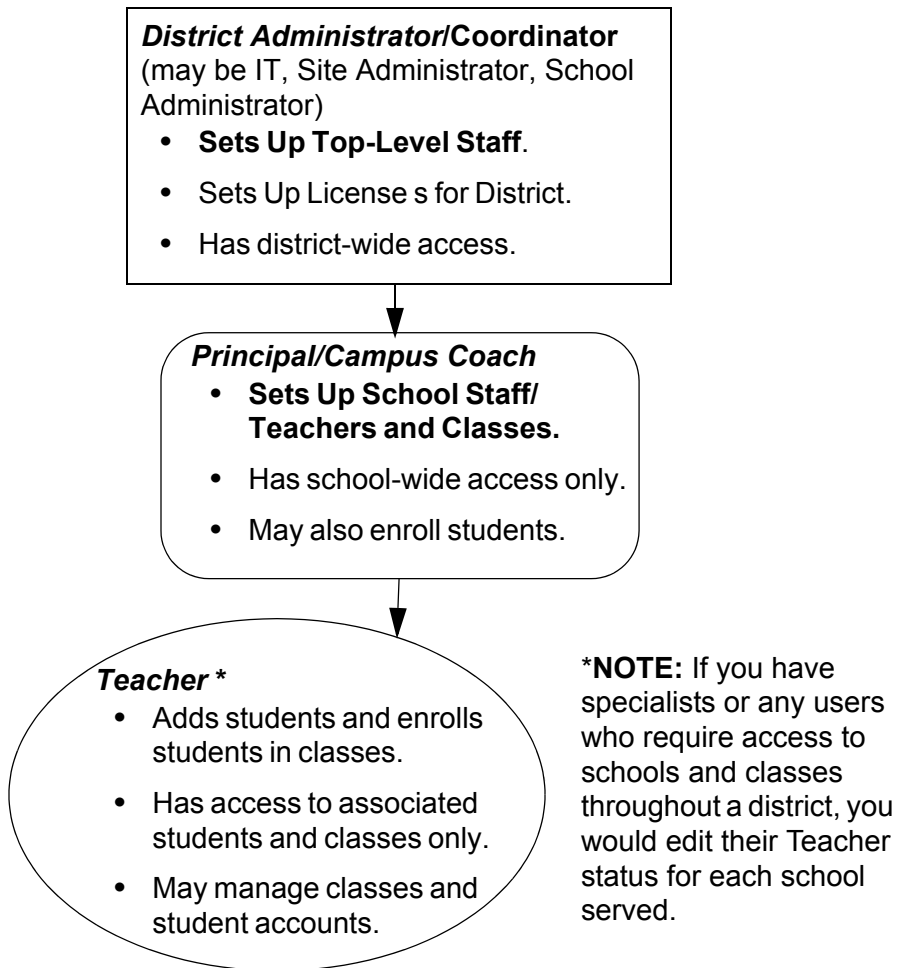 District Administrator/Coordinator
(may be IT, Site Administrator, School
Administrator)
• Sets Up Top-Level Staff.
• Sets Up License s for District.
• Has district-wide access.
Principal/Campus Coach
• Sets Up School Staff/
Teachers and Classes.
• Has school-wide access only.
• May also enroll students.
Teacher *
• Adds students and enrolls
students in classes.
• Has access to associated
students and classes only.
• May manage classes and
student accounts.
*NOTE: If you have
specialists or any users
who require access to
schools and classes
throughout a district, you
would edit their Teacher
status for each school
served.